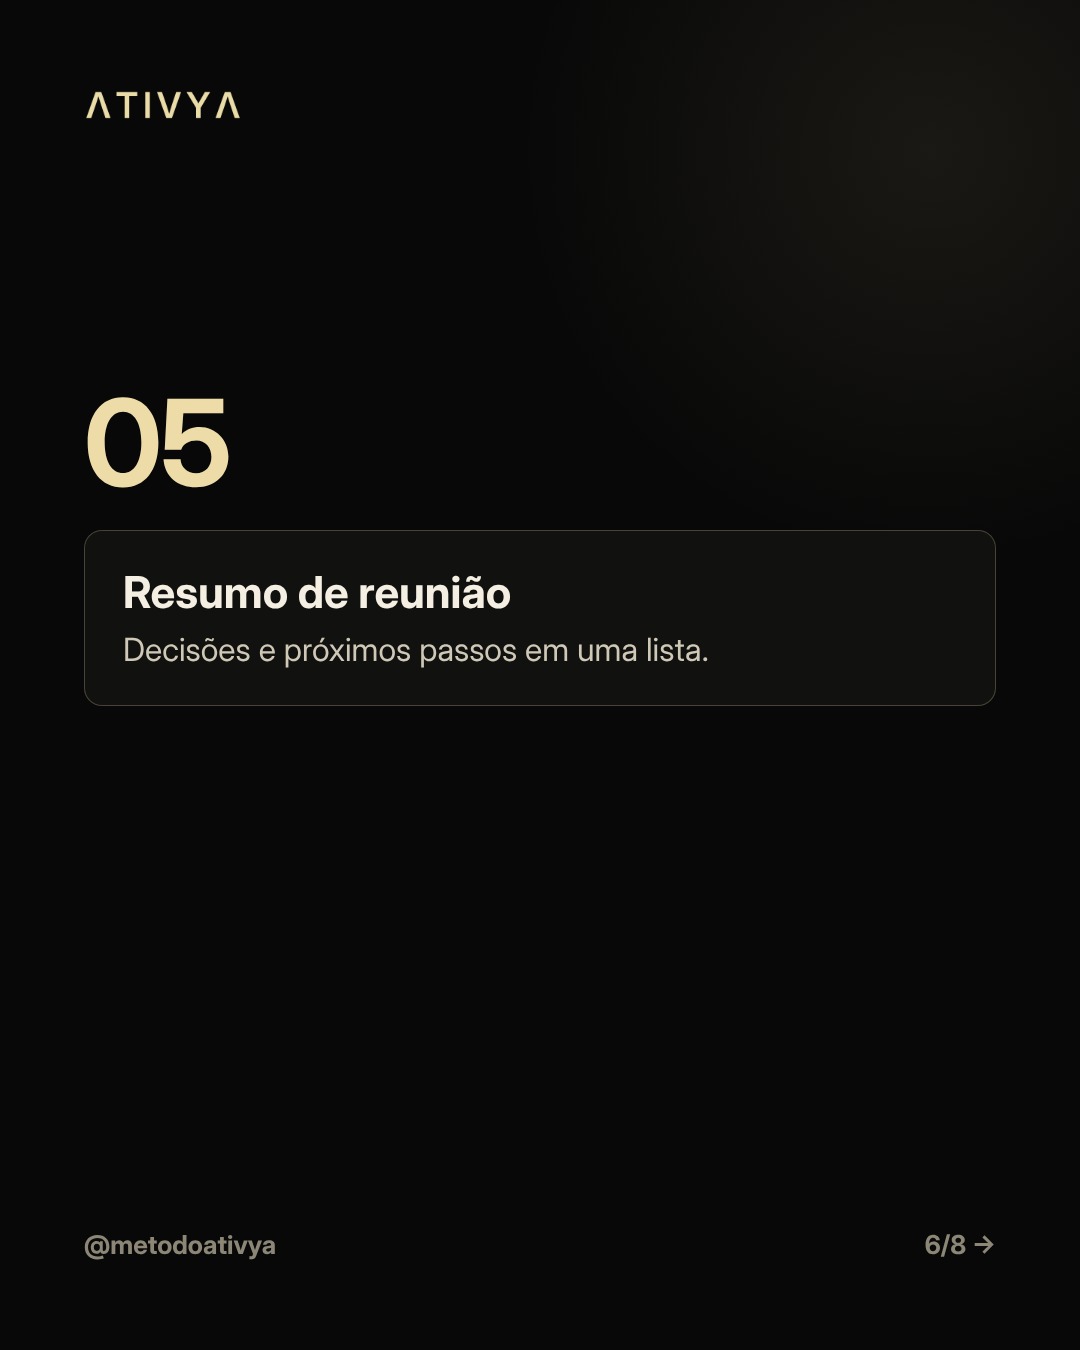 ATIVYA
05
Resumo de reunião
Decisões e próximos passos em uma lista.
@metodoativya
6/8 →